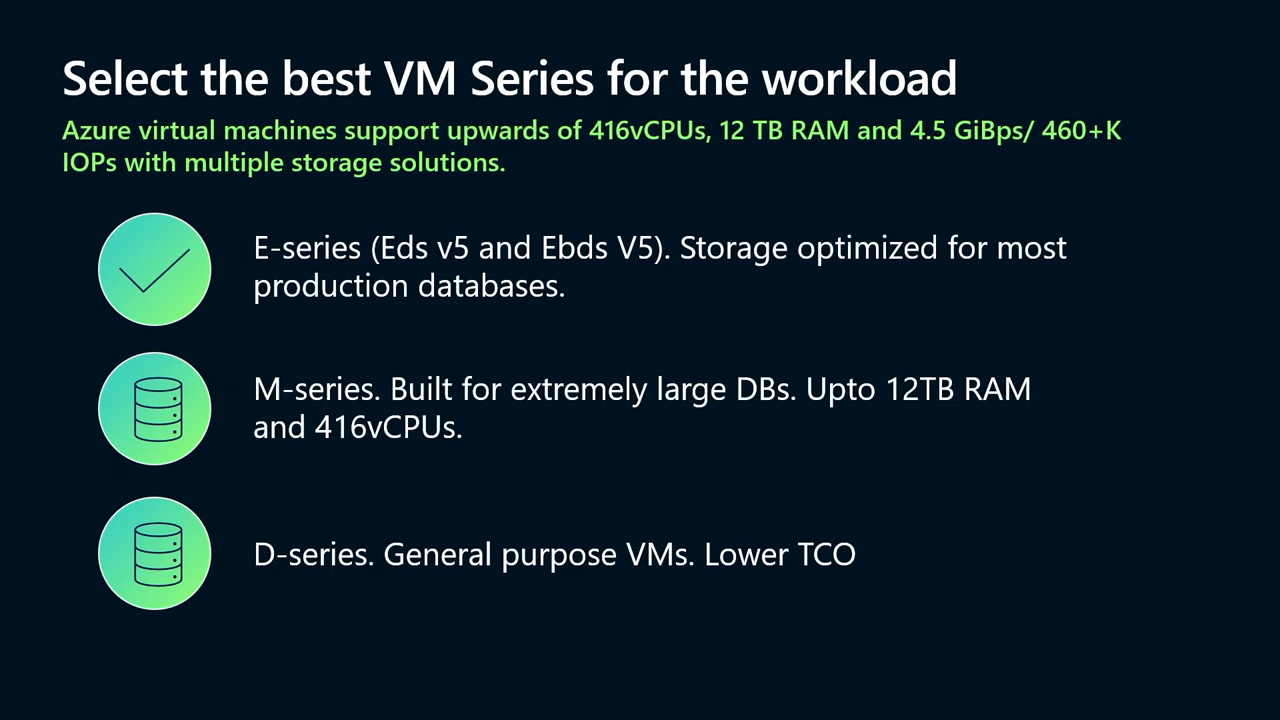 Select the best VM Series for the workload
Azure virtual machines support upwards of 416vCPUs, 12 TB RAM and 4.5 GiBps/ 460+K
IOPs with multiple storage solutions.
E-series (Eds v5 and Ebds V5). Storage optimized for most
production databases.
M-series. Built for extremely large DBs. Upto 12TB RAM
and 416vCPUs.
D-series. General purpose VMs. Lower TCO